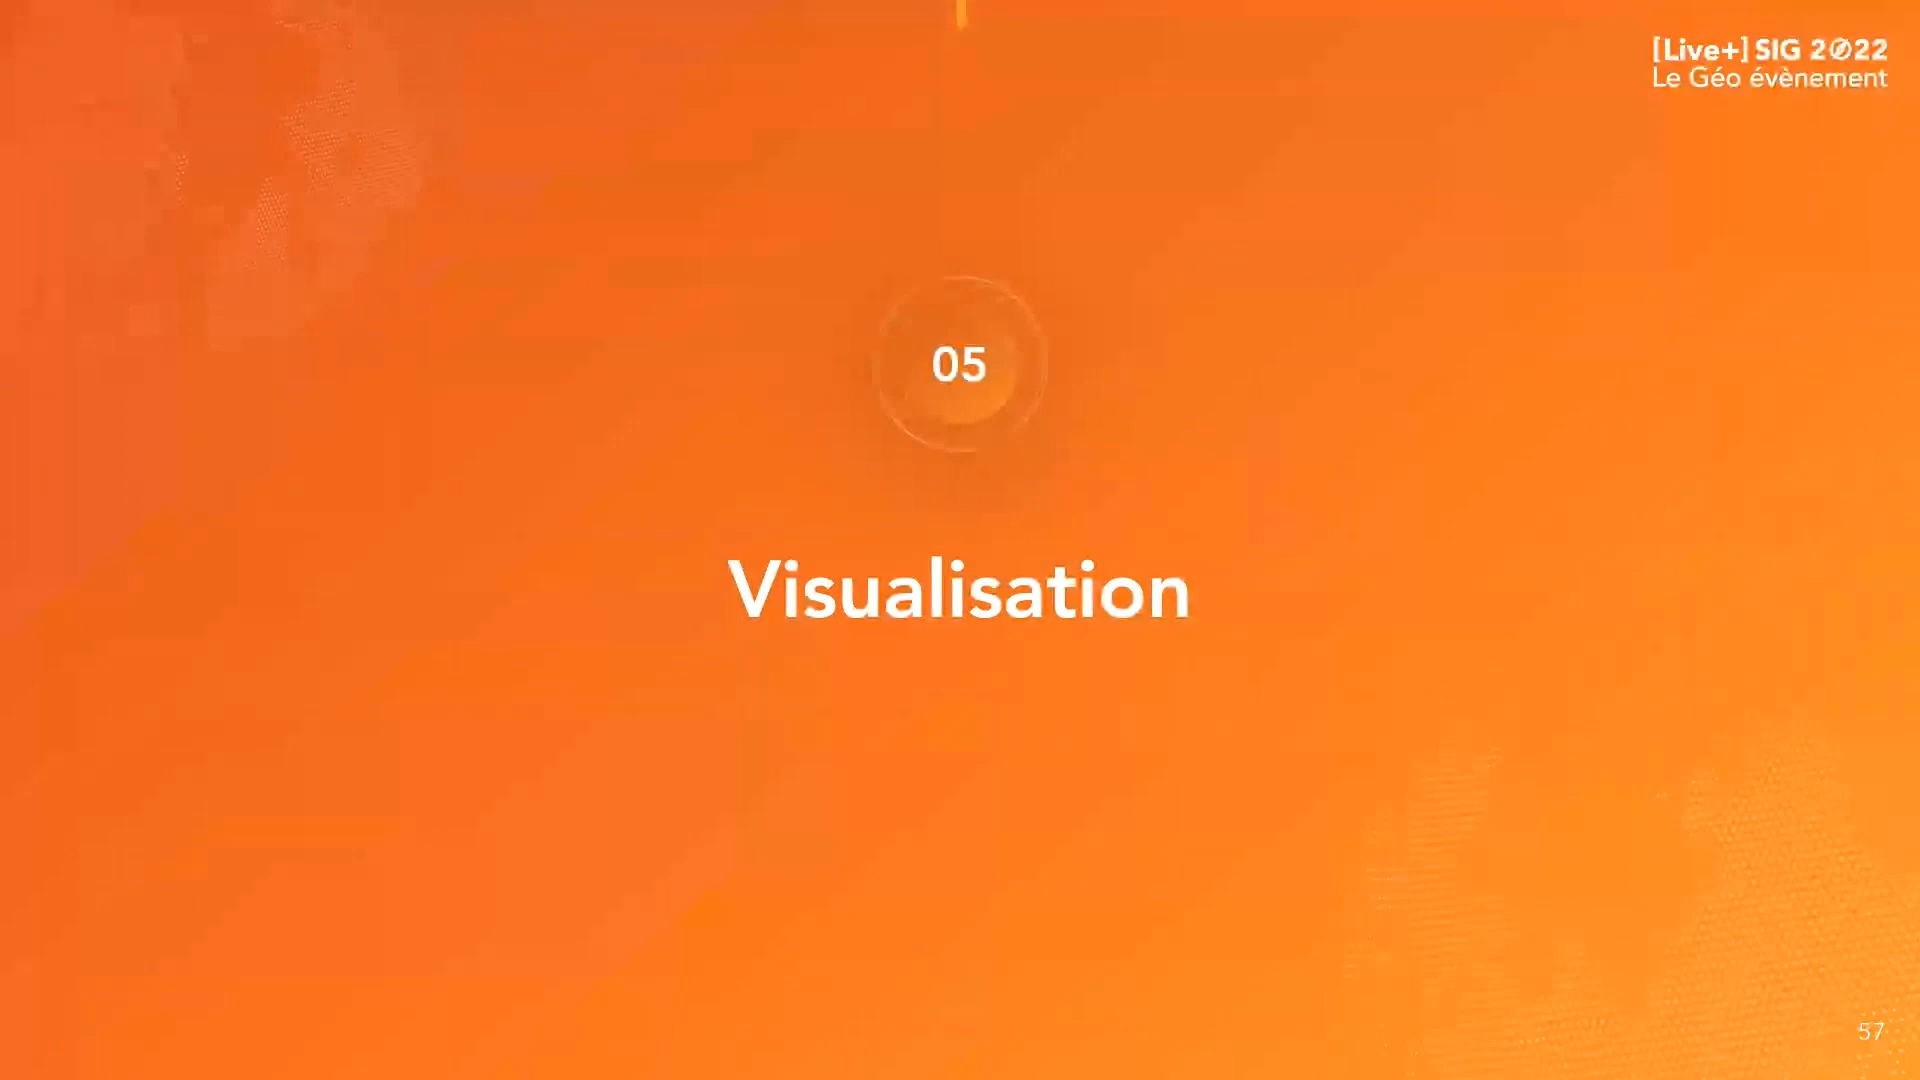 [Live+] SIG 2022
Le Géo évènement
05
Visualisation
57